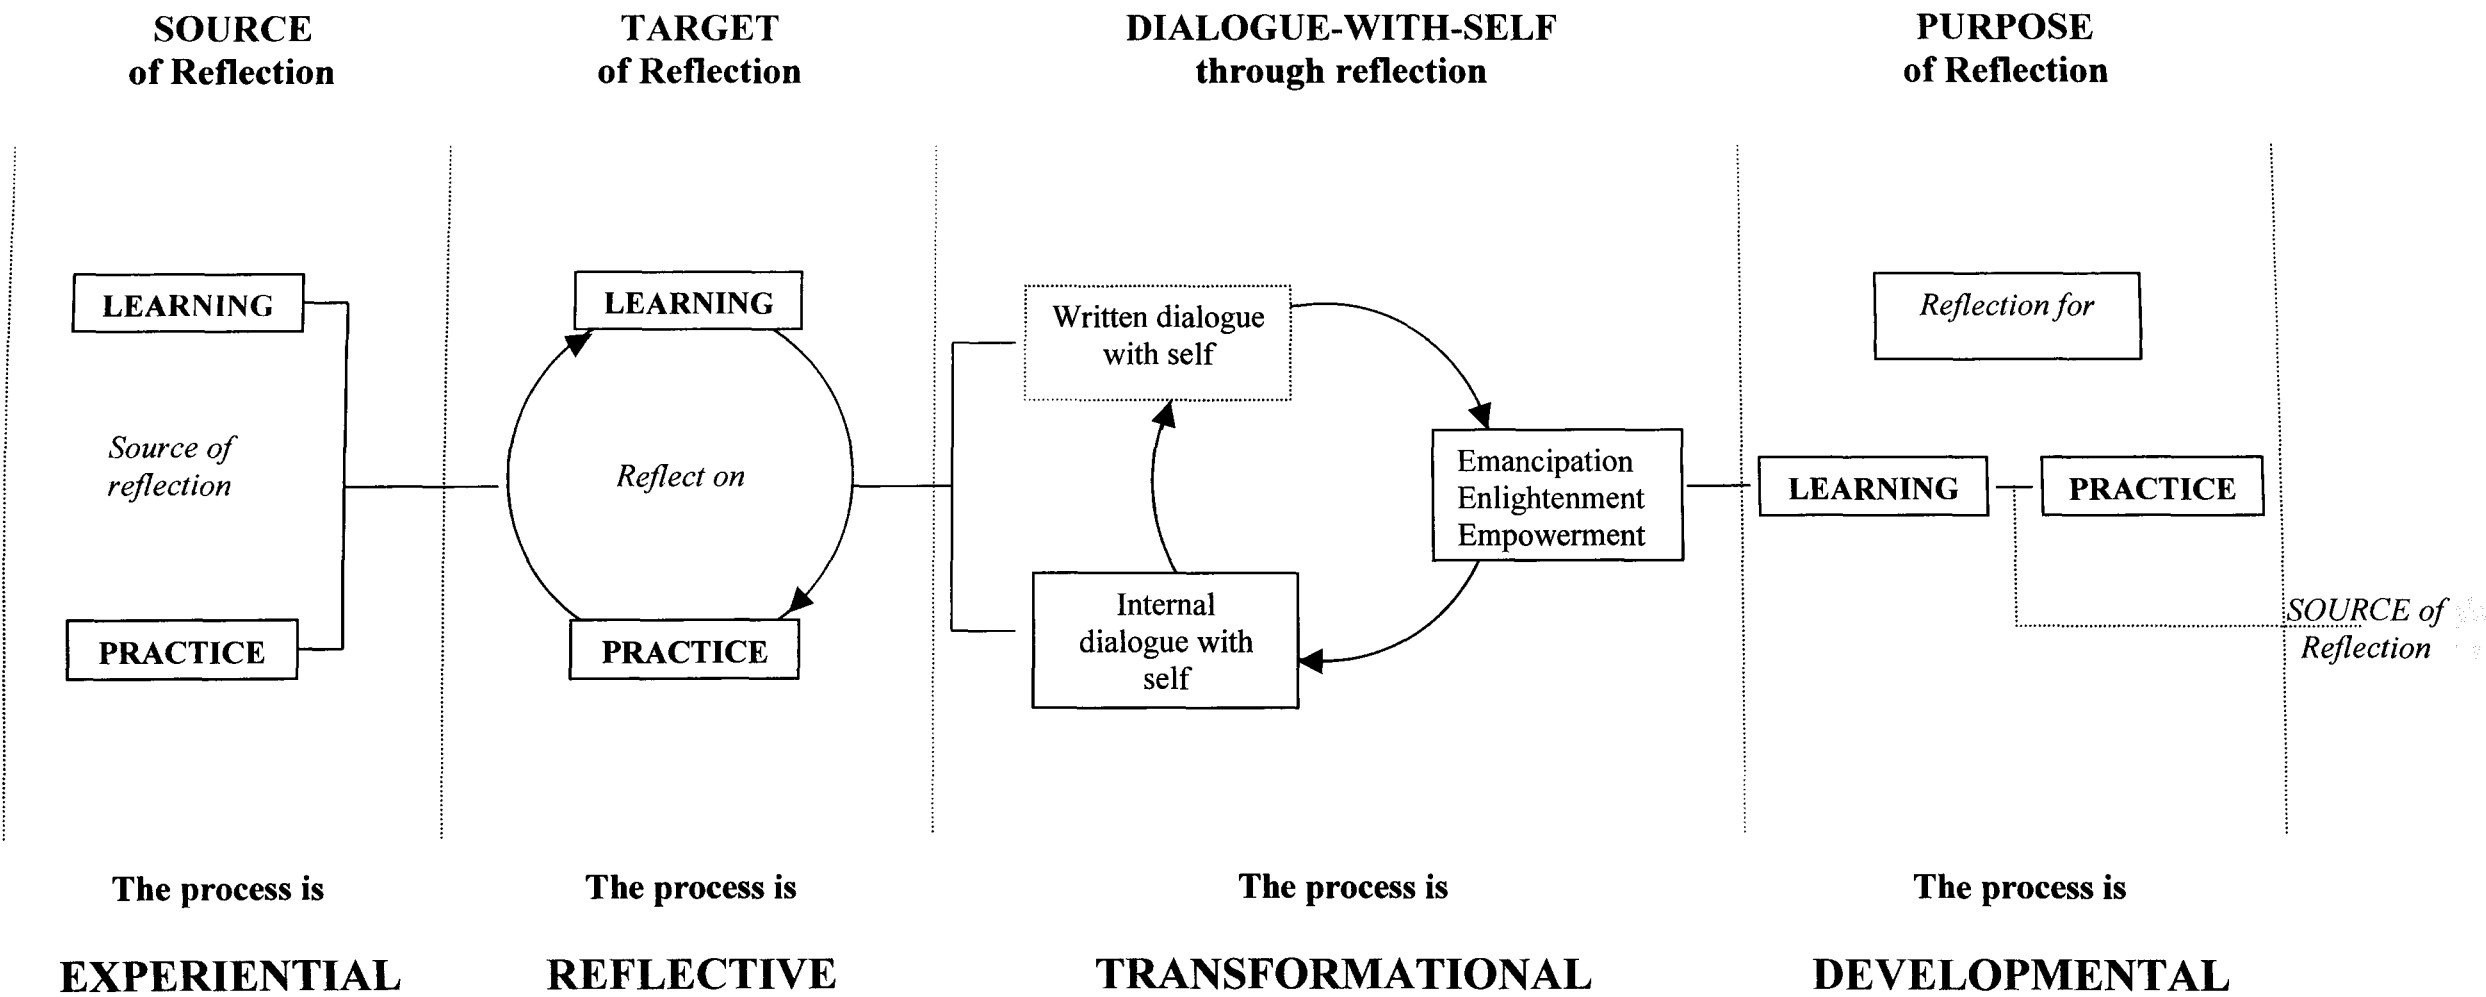 SOURCE
of Reflection
TARGET
of Reflection
DIALOGUE-WITH-SELF
through reflection
PURPOSE
of Reflection
LEARNING
Source of
reflection
PRACTICE
LEARNING
Reflect on
PRACTICE
Written dialogue
with self
Internal
dialogue with
self
Emancipation
Enlightenment
Empowerment
Reflection for
LEARNING
PRACTICE
SOURCE of
Reflection
The process is
EXPERIENTIAL
The process is
REFLECTIVE
The process is
TRANSFORMATIONAL
The process is
DEVELOPMENTAL